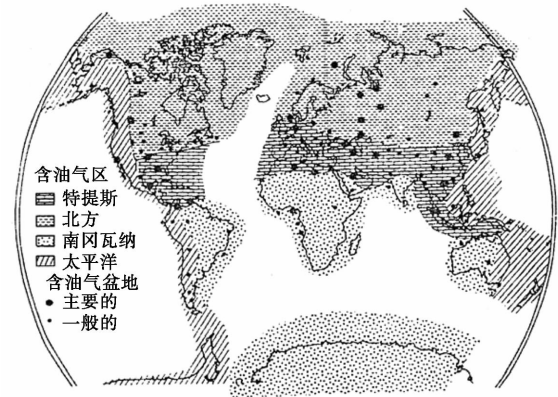 含油气区
特提斯
北方
南冈瓦纳
太平洋
含油气盆地
主要的
一般的